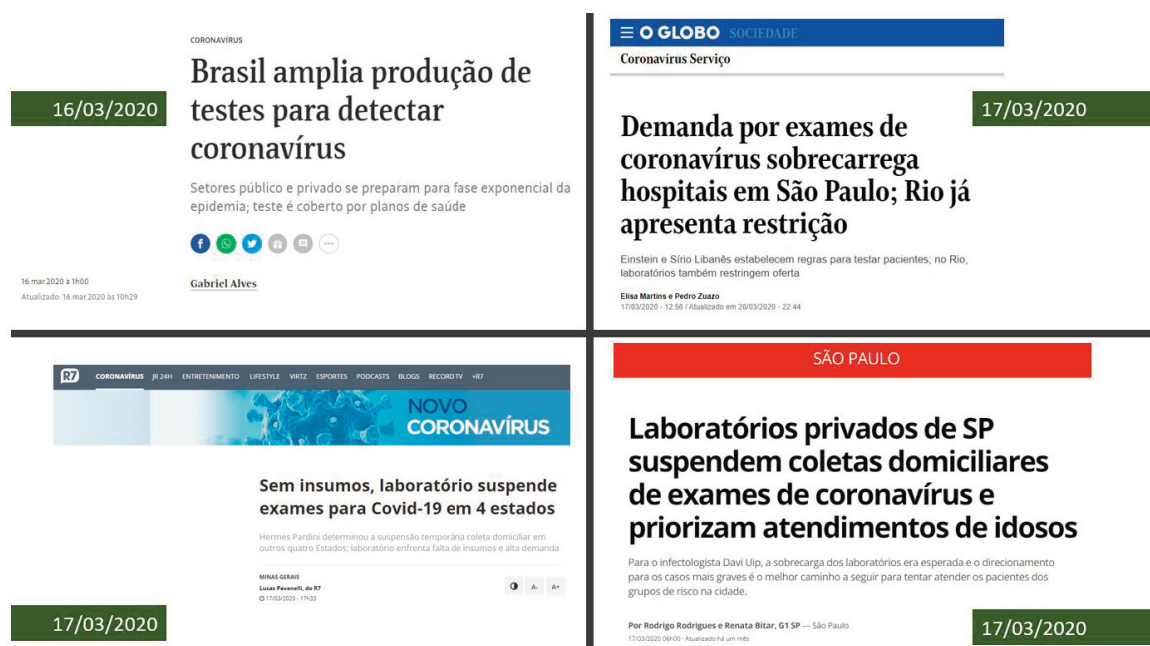 CORONAVÍRUS
Brasil amplia produção de
testes para detectar
coronavírus
16/03/2020
Setores público e privado se preparam para fase exponencial da
epidemia; teste é coberto por planos de saúde
16.mar.2020 à 1h00
Atualizado: 16.mar.2020 às 10h29
Gabriel Alves
O GLOBO SOCIEDADE
Coronavírus Serviço
17/03/2020
Demanda por exames de
coronavírus sobrecarrega
hospitais em São Paulo; Rio já
apresenta restrição
Einstein e Sírio Libanês estabelecem regras para testar pacientes; no Rio,
laboratórios também restringem oferta
Elisa Martins e Pedro Zuazo
17/03/2020 - 12:56 / Atualizado em 26/03/2020 - 22:44
R7 CORONAVÍRUS JR 24H ENTRETENIMENTO LIFESTYLE VIRTZ ESPORTES PODCASTS BLOGS RECORD TV +R7
NOVO
CORONAVÍRUS
Sem insumos, laboratório suspende
exames para Covid-19 em 4 estados
Hermes Pardini determinou a suspensão temporária coleta domiciliar em
outros quatro Estados; laboratório enfrenta falta de insumos e alta demanda
MINAS GERAIS
Lucas Pavanelli, do R7
17/03/2020 - 17h33
A- A+
17/03/2020
SÃO PAULO
Laboratórios privados de SP
suspendem coletas domiciliares
de exames de coronavírus e
priorizam atendimentos de idosos
Para o infectologista Davi Uip, a sobrecarga dos laboratórios era esperada e o direcionamento
para os casos mais graves é o melhor caminho a seguir para tentar atender os pacientes dos
grupos de risco na cidade.
Por Rodrigo Rodrigues e Renata Bitar, G1 SP — São Paulo
17/03/2020 06h00 · Atualizado há um mês
17/03/2020